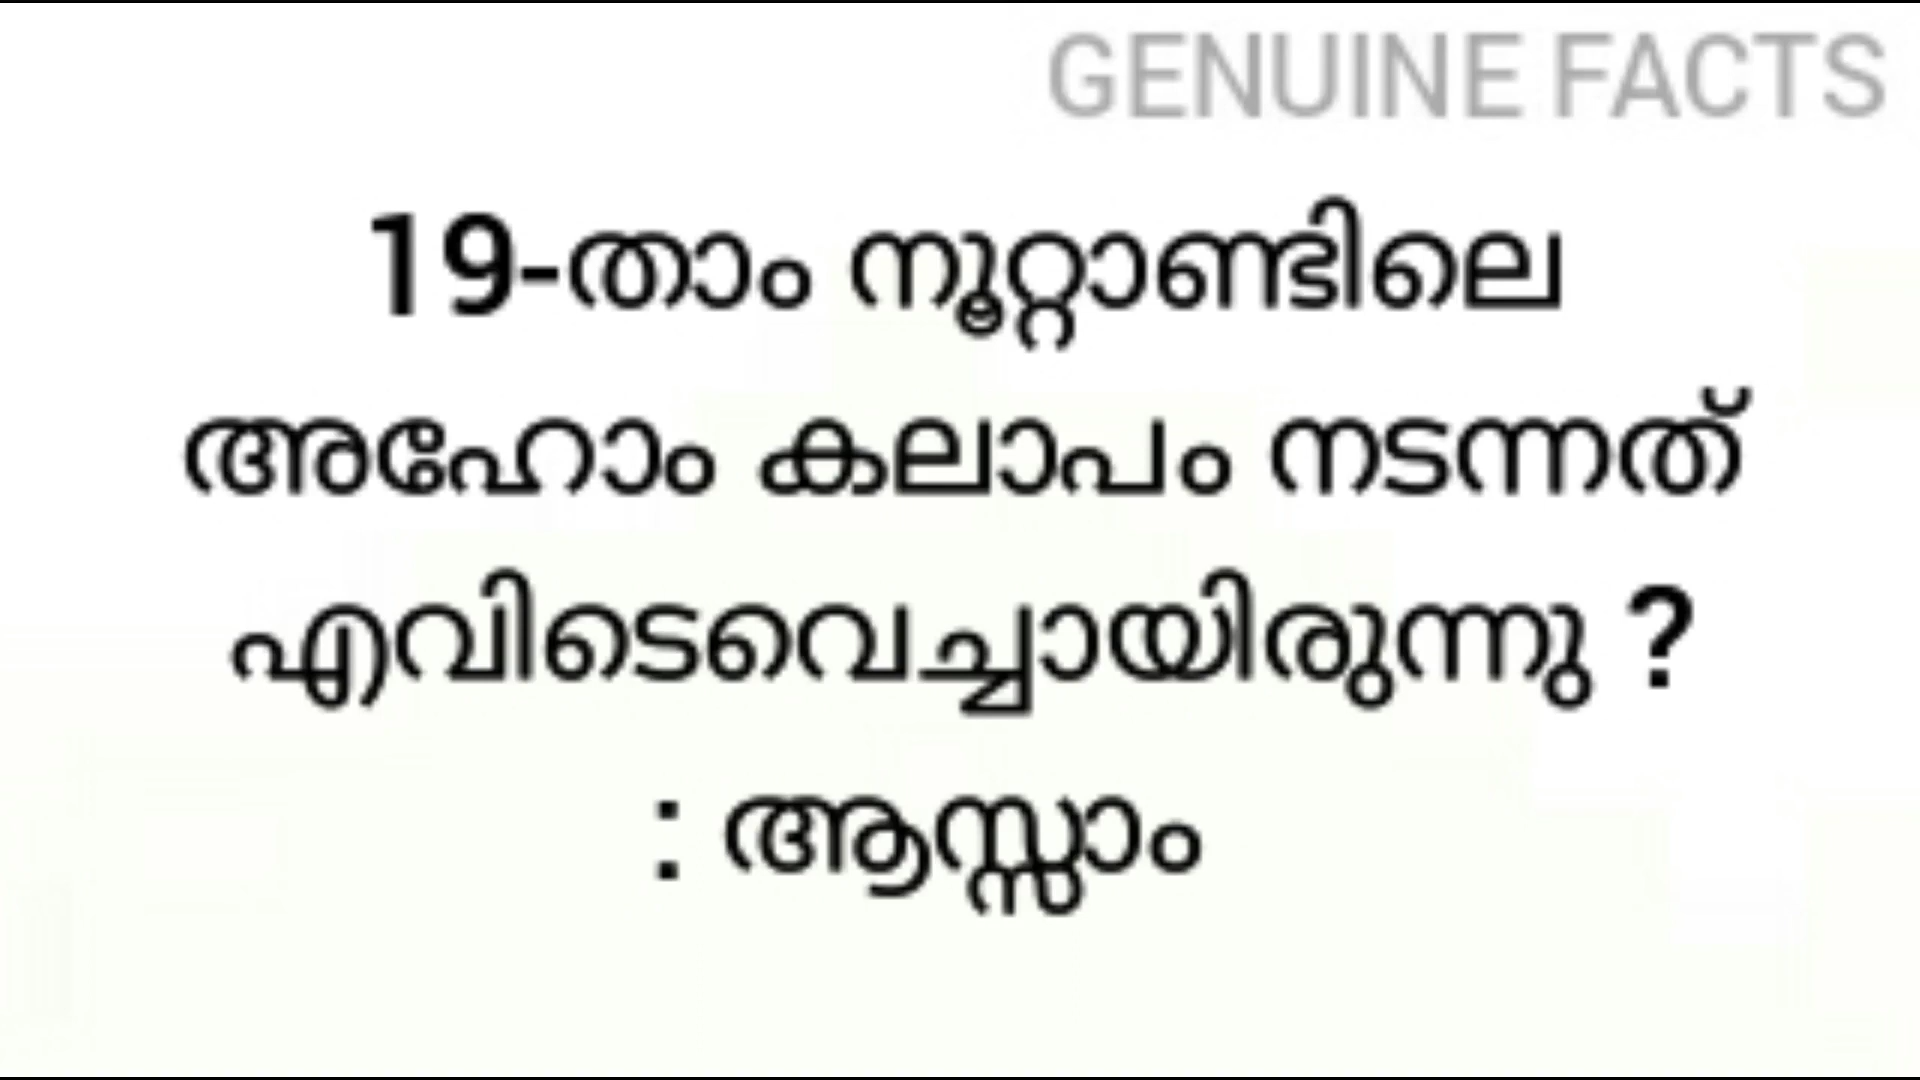 GENUINE FACTS
19-താം നൂറ്റാണ്ടിലെ
അഹോം കലാപം നടന്നത്
എവിടെവെച്ചായിരുന്നു ?
: ആസ്സാം